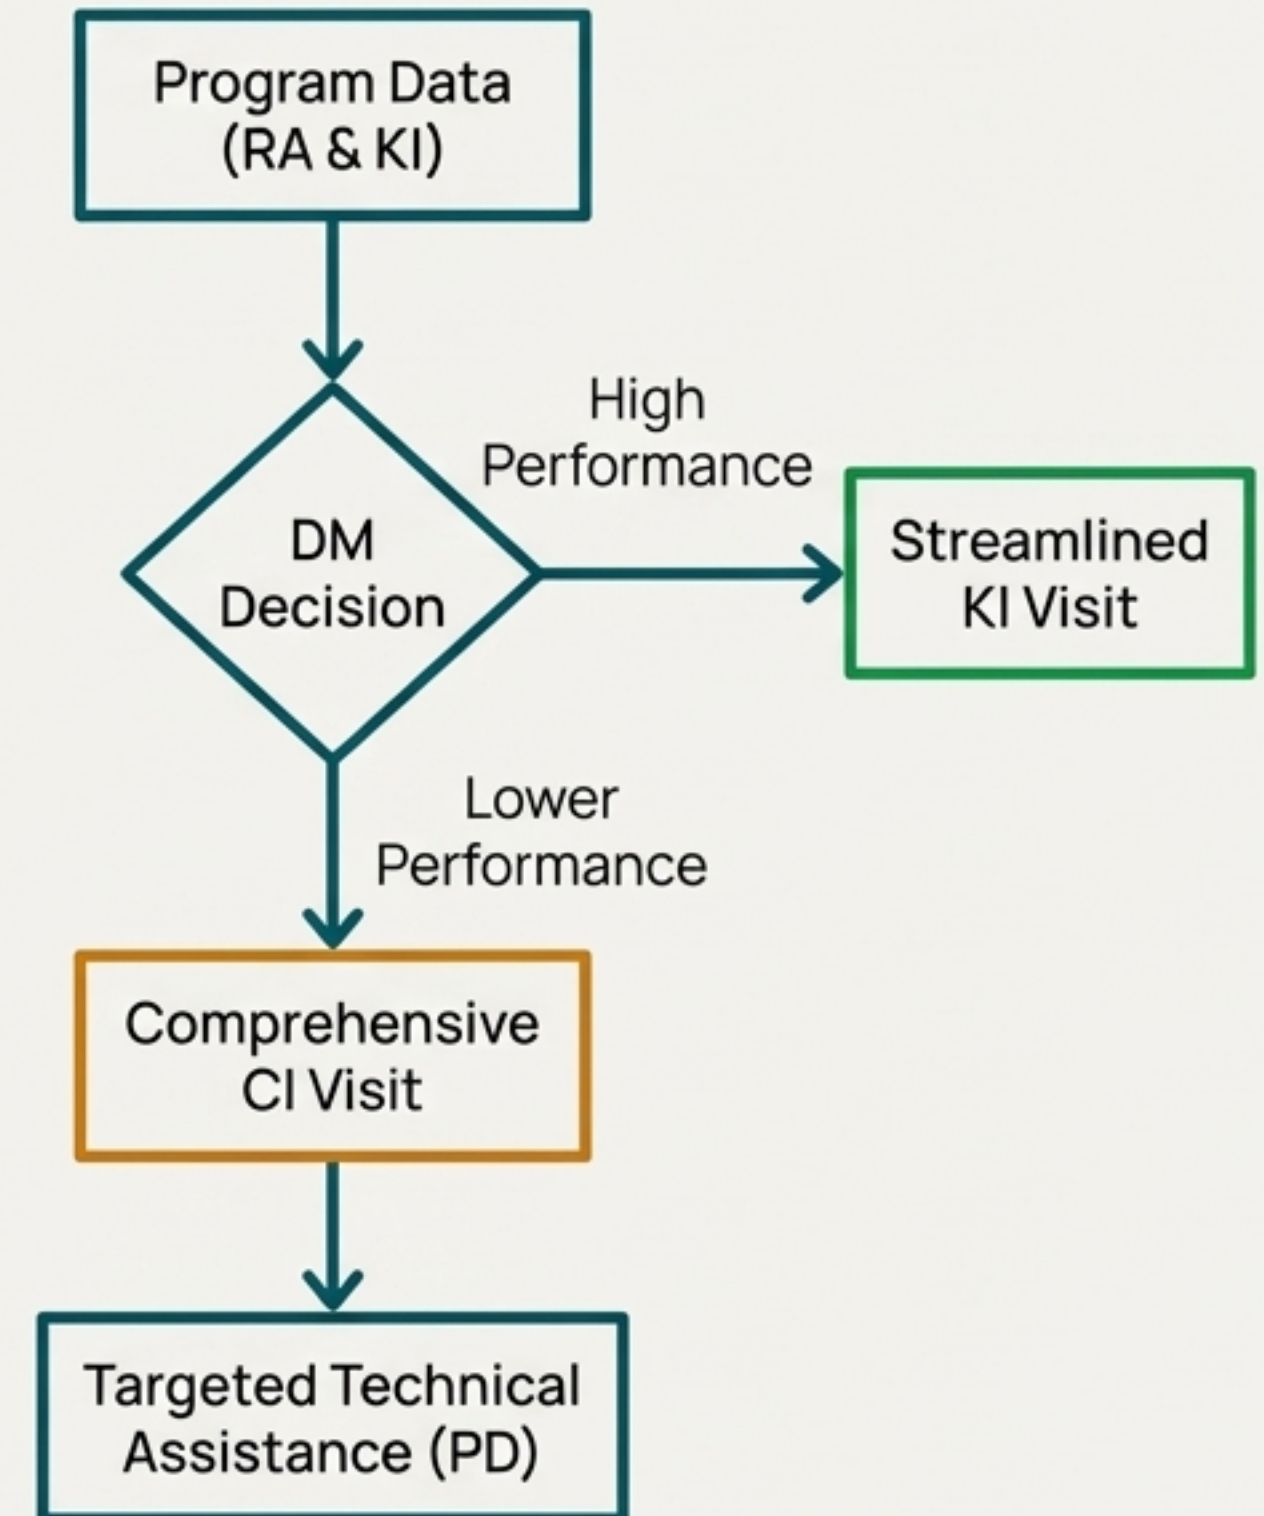 Program Data
(RA & KI)
High
Performance
DM
Decision
Streamlined
KI Visit
Lower
Performance
Comprehensive
CI Visit
Targeted Technical
Assistance (PD)